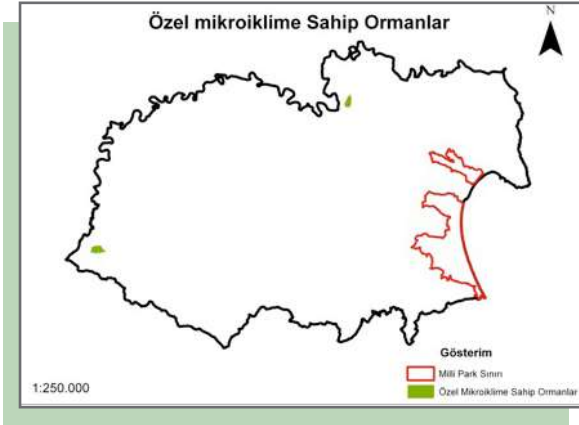 Özel mikroiklime Sahip Ormanlar
N
Gösterim
Milli Park Sınırı
Özel Mikroiklime Sahip Ormanlar
1:250.000